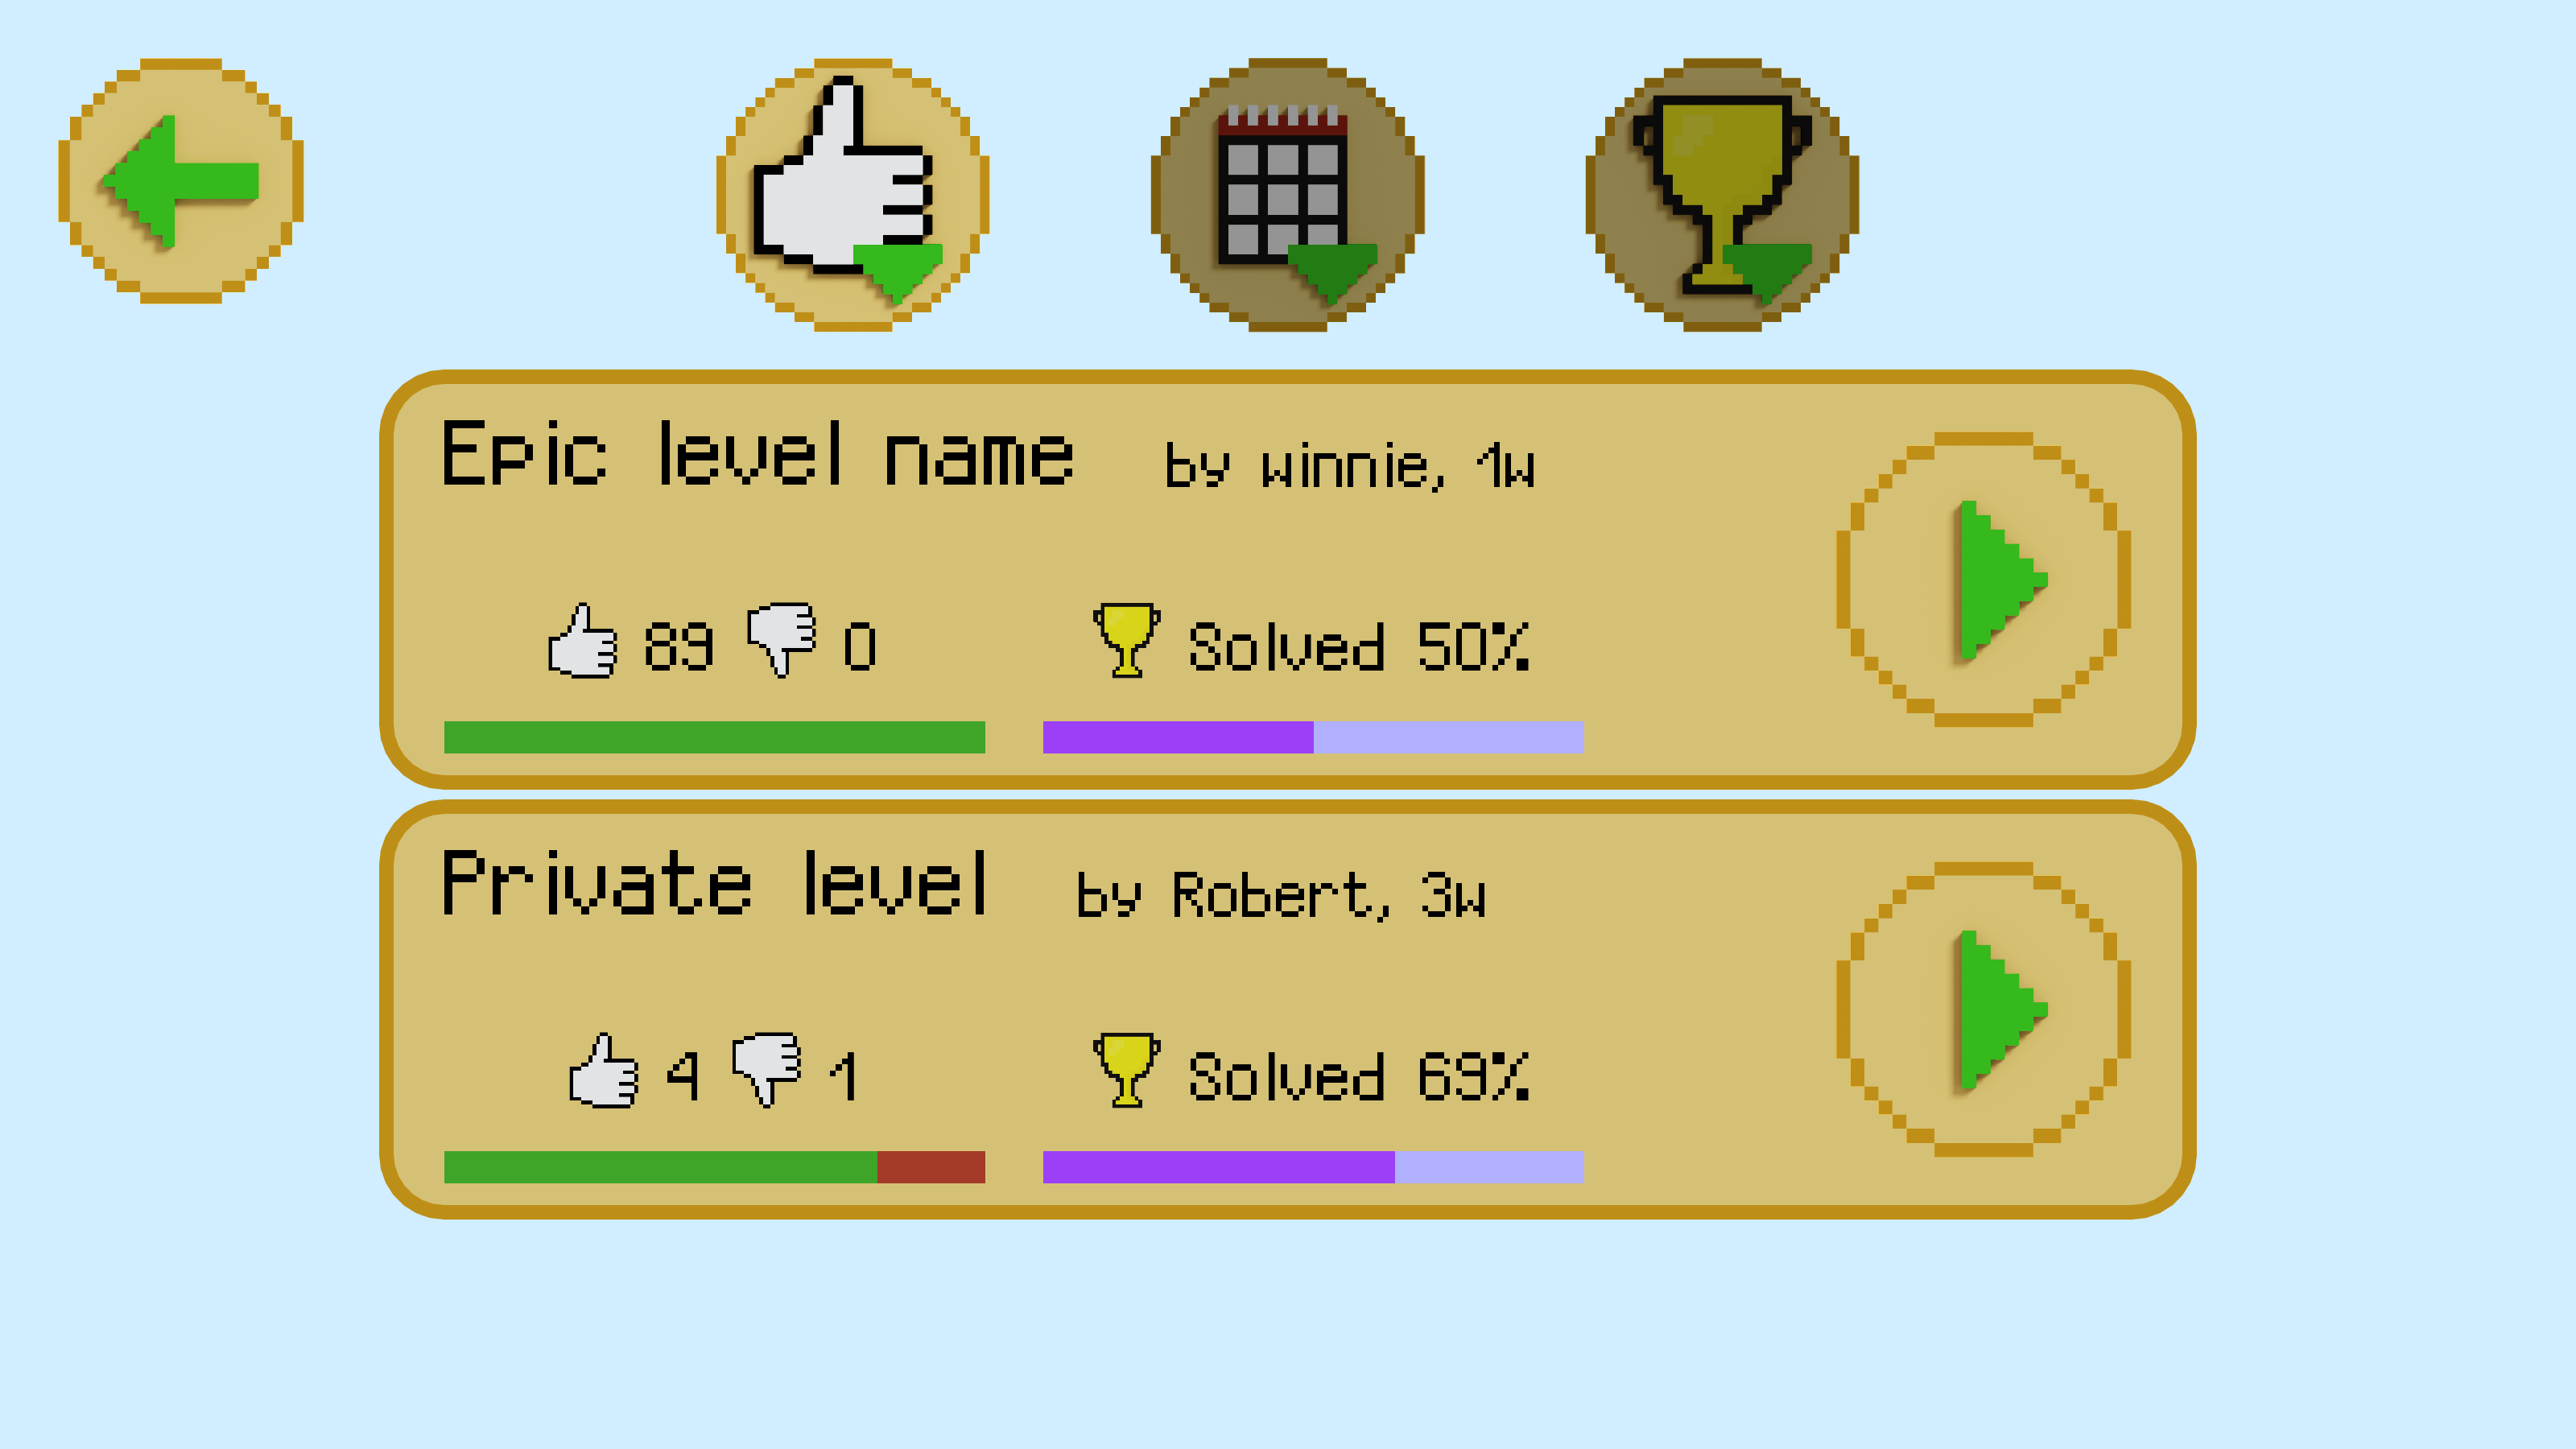 Epic level name by winnie, 1w
89 0 Solved 50%
Private level by Robert, 3w
4 1 Solved 69%